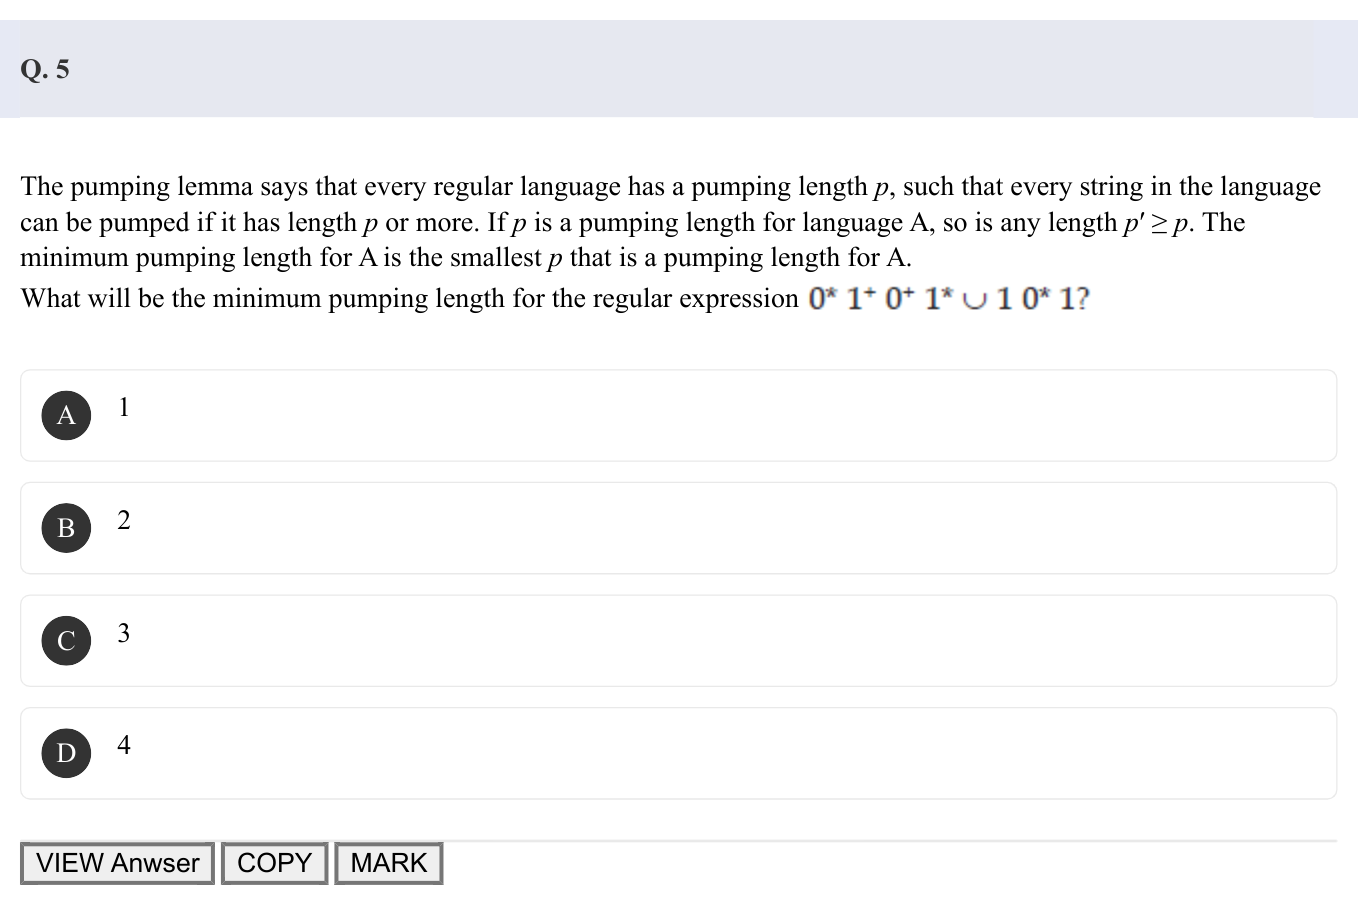 Q. 5
The pumping lemma says that every regular language has a pumping length p, such that every string in the language
can be pumped if it has length p or more. If p is a pumping length for language A, so is any length p′ ≥ p. The
minimum pumping length for A is the smallest p that is a pumping length for A.
What will be the minimum pumping length for the regular expression 0* 1⁺ 0⁺ 1* ∪ 1 0* 1?
A 1
B 2
C 3
D 4
VIEW Anwser COPY MARK